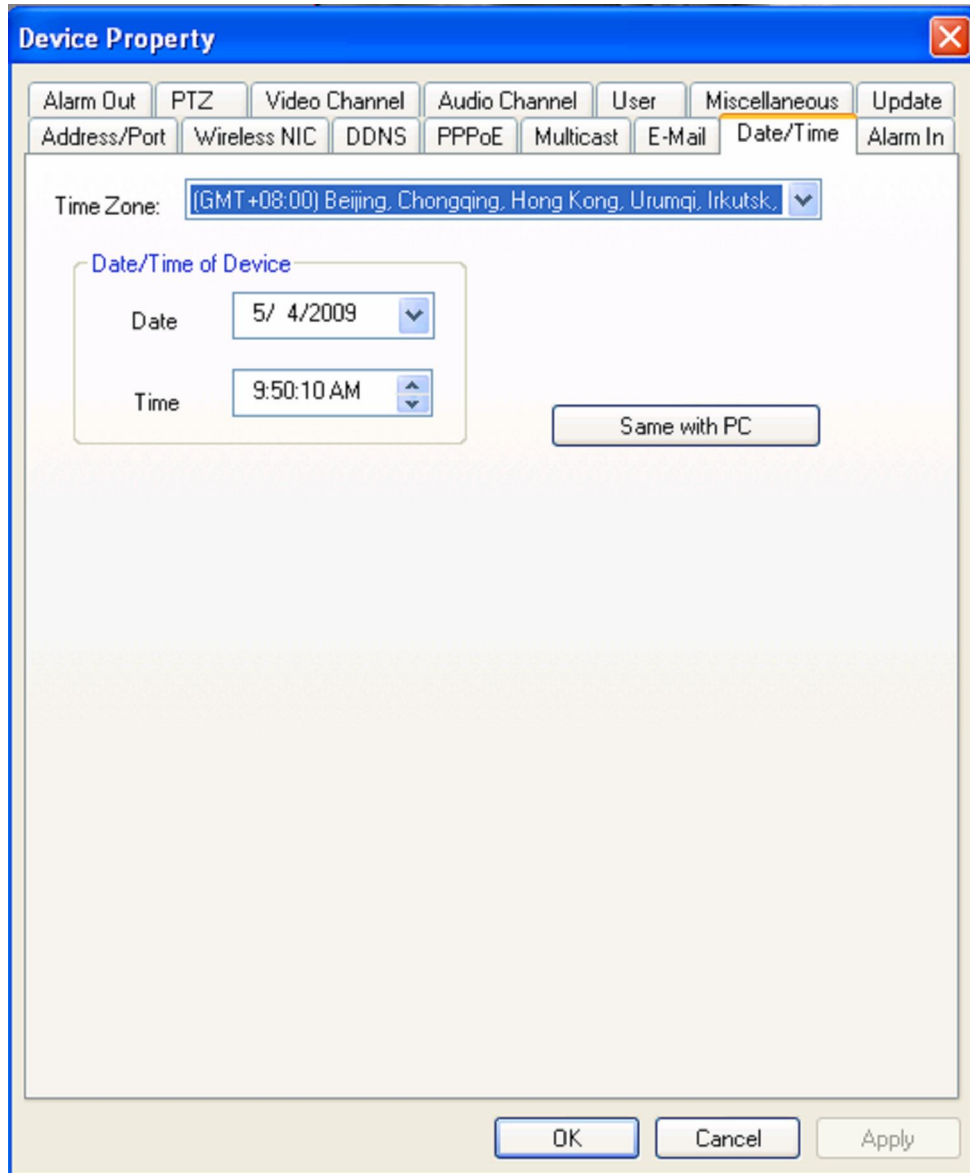 Device Property
Alarm Out PTZ Video Channel Audio Channel User Miscellaneous Update
Address/Port Wireless NIC DDNS PPPoE Multicast E-Mail Date/Time Alarm In
Time Zone: (GMT+08:00) Beijing, Chongqing, Hong Kong, Urumqi, Irkutsk,
Date/Time of Device
Date 5/ 4/2009
Time 9:50:10 AM
Same with PC
OK Cancel Apply